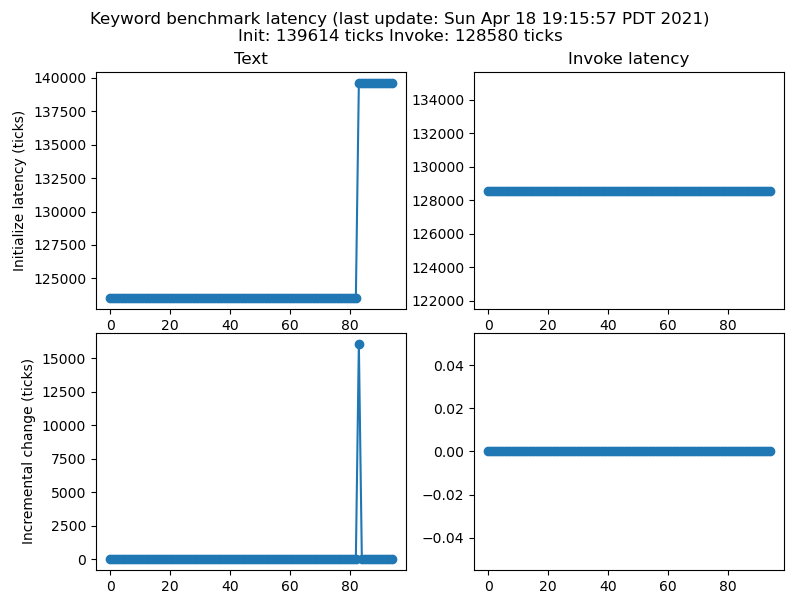 Keyword benchmark latency (last update: Sun Apr 18 19:15:57 PDT 2021)
Init: 139614 ticks Invoke: 128580 ticks
Text
Invoke latency
Initialize latency (ticks)
140000
137500
135000
132500
130000
127500
125000
0 20 40 60 80
134000
132000
130000
128000
126000
124000
122000
0 20 40 60 80
Incremental change (ticks)
15000
12500
10000
7500
5000
2500
0
0 20 40 60 80
0.04
0.02
0.00
−0.02
−0.04
0 20 40 60 80